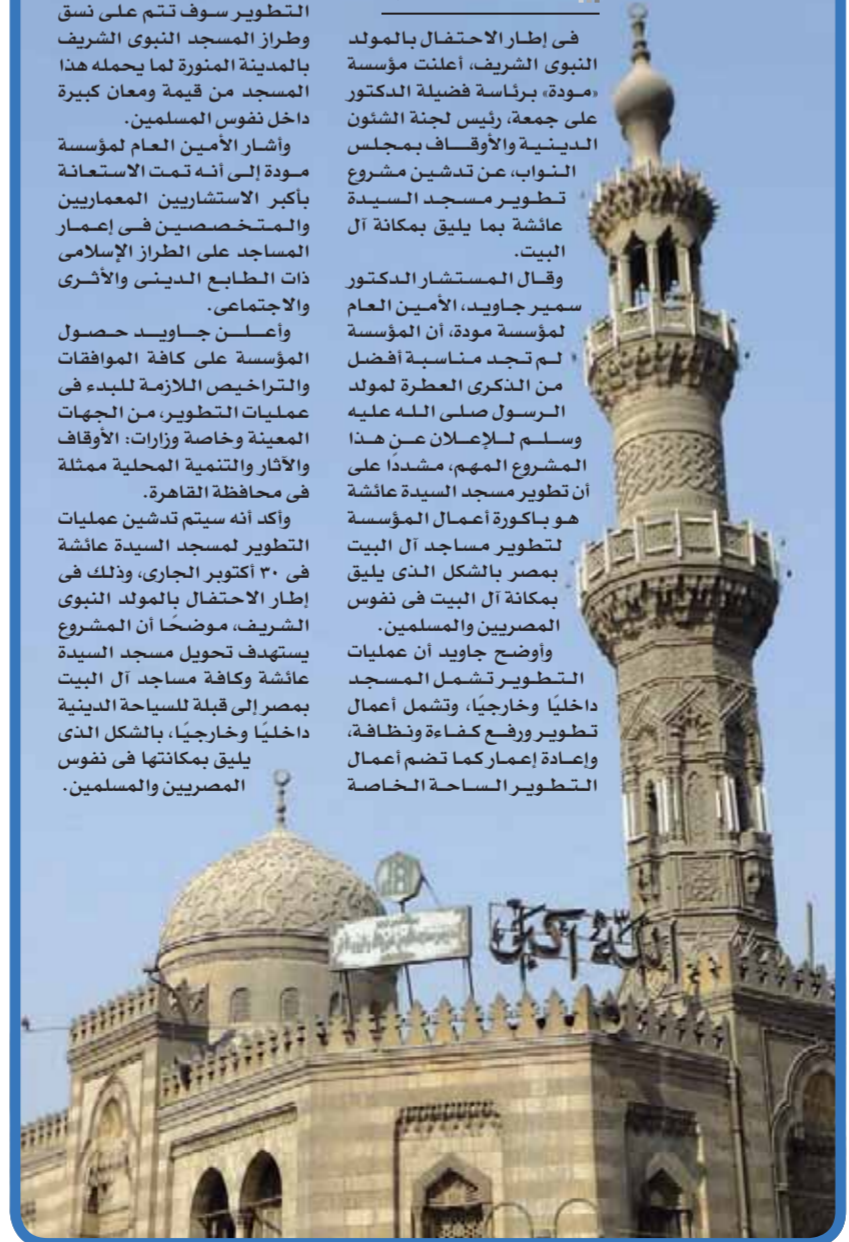 فى إطار الاحتفال بالمولد
النبوى الشريف، أعلنت مؤسسة
«مودة» برئاسة فضيلة الدكتور
على جمعة، رئيس لجنة الشئون
الدينية والأوقاف بمجلس
النواب، عن تدشين مشروع
تطوير مسجد السيدة
عائشة بما يليق بمكانة آل
البيت.
وقال المستشار الدكتور
سمير جاويد، الأمين العام
لمؤسسة مودة، أن المؤسسة
لم تجد مناسبة أفضل
من الذكرى العطرة لمولد
الرسول صلى الله عليه
وسلم للإعلان عن هذا
المشروع المهم، مشددًا على
أن تطوير مسجد السيدة عائشة
هو باكورة أعمال المؤسسة
لتطوير مساجد آل البيت
بمصر بالشكل الذى يليق
بمكانة آل البيت فى نفوس
المصريين والمسلمين.
وأوضح جاويد أن عمليات
التطوير تشمل المسجد
داخليًا وخارجيًا، وتشمل أعمال
تطوير ورفع كفاءة ونظافة،
وإعادة إعمار كما تضم أعمال
التطوير الساحة الخاصة
التطوير سوف تتم على نسق
وطراز المسجد النبوى الشريف
بالمدينة المنورة لما يحمله هذا
المسجد من قيمة ومعان كبيرة
داخل نفوس المسلمين.
وأشار الأمين العام لمؤسسة
مودة إلى أنه تمت الاستعانة
بأكبر الاستشاريين المعماريين
والمتخصصين فى إعمار
المساجد على الطراز الإسلامى
ذات الطابع الدينى والأثرى
والاجتماعى.
وأعلن جاويد حصول
المؤسسة على كافة الموافقات
والتراخيص اللازمة للبدء فى
عمليات التطوير، من الجهات
المعينة وخاصة وزارات: الأوقاف
والآثار والتنمية المحلية ممثلة
فى محافظة القاهرة.
وأكد أنه سيتم تدشين عمليات
التطوير لمسجد السيدة عائشة
فى ٣٠ أكتوبر الجارى، وذلك فى
إطار الاحتفال بالمولد النبوى
الشريف، موضحًا أن المشروع
يستهدف تحويل مسجد السيدة
عائشة وكافة مساجد آل البيت
بمصر إلى قبلة للسياحة الدينية
داخليًا وخارجيًا، بالشكل الذى
يليق بمكانتها فى نفوس
المصريين والمسلمين.
الله أكبر